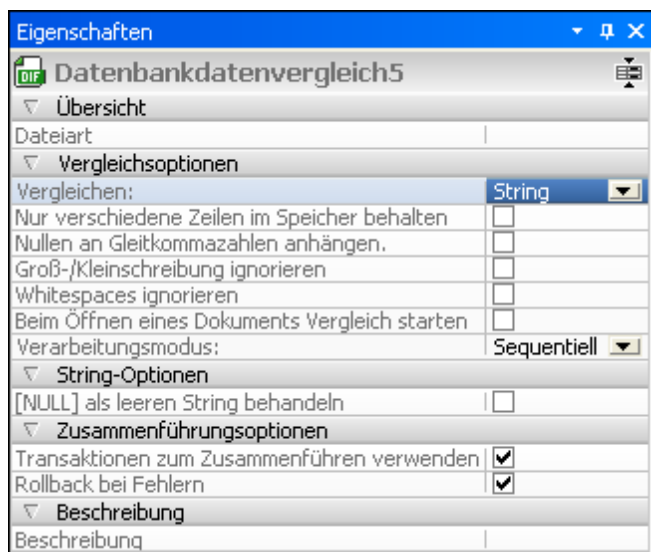 Eigenschaften
DIF Datenbankdatenvergleich5
Übersicht
Dateiart
Vergleichsoptionen
Vergleichen: String
Nur verschiedene Zeilen im Speicher behalten
Nullen an Gleitkommazahlen anhängen.
Groß-/Kleinschreibung ignorieren
Whitespaces ignorieren
Beim Öffnen eines Dokuments Vergleich starten
Verarbeitungsmodus: Sequentiell
String-Optionen
[NULL] als leeren String behandeln
Zusammenführungsoptionen
Transaktionen zum Zusammenführen verwenden
Rollback bei Fehlern
Beschreibung
Beschreibung